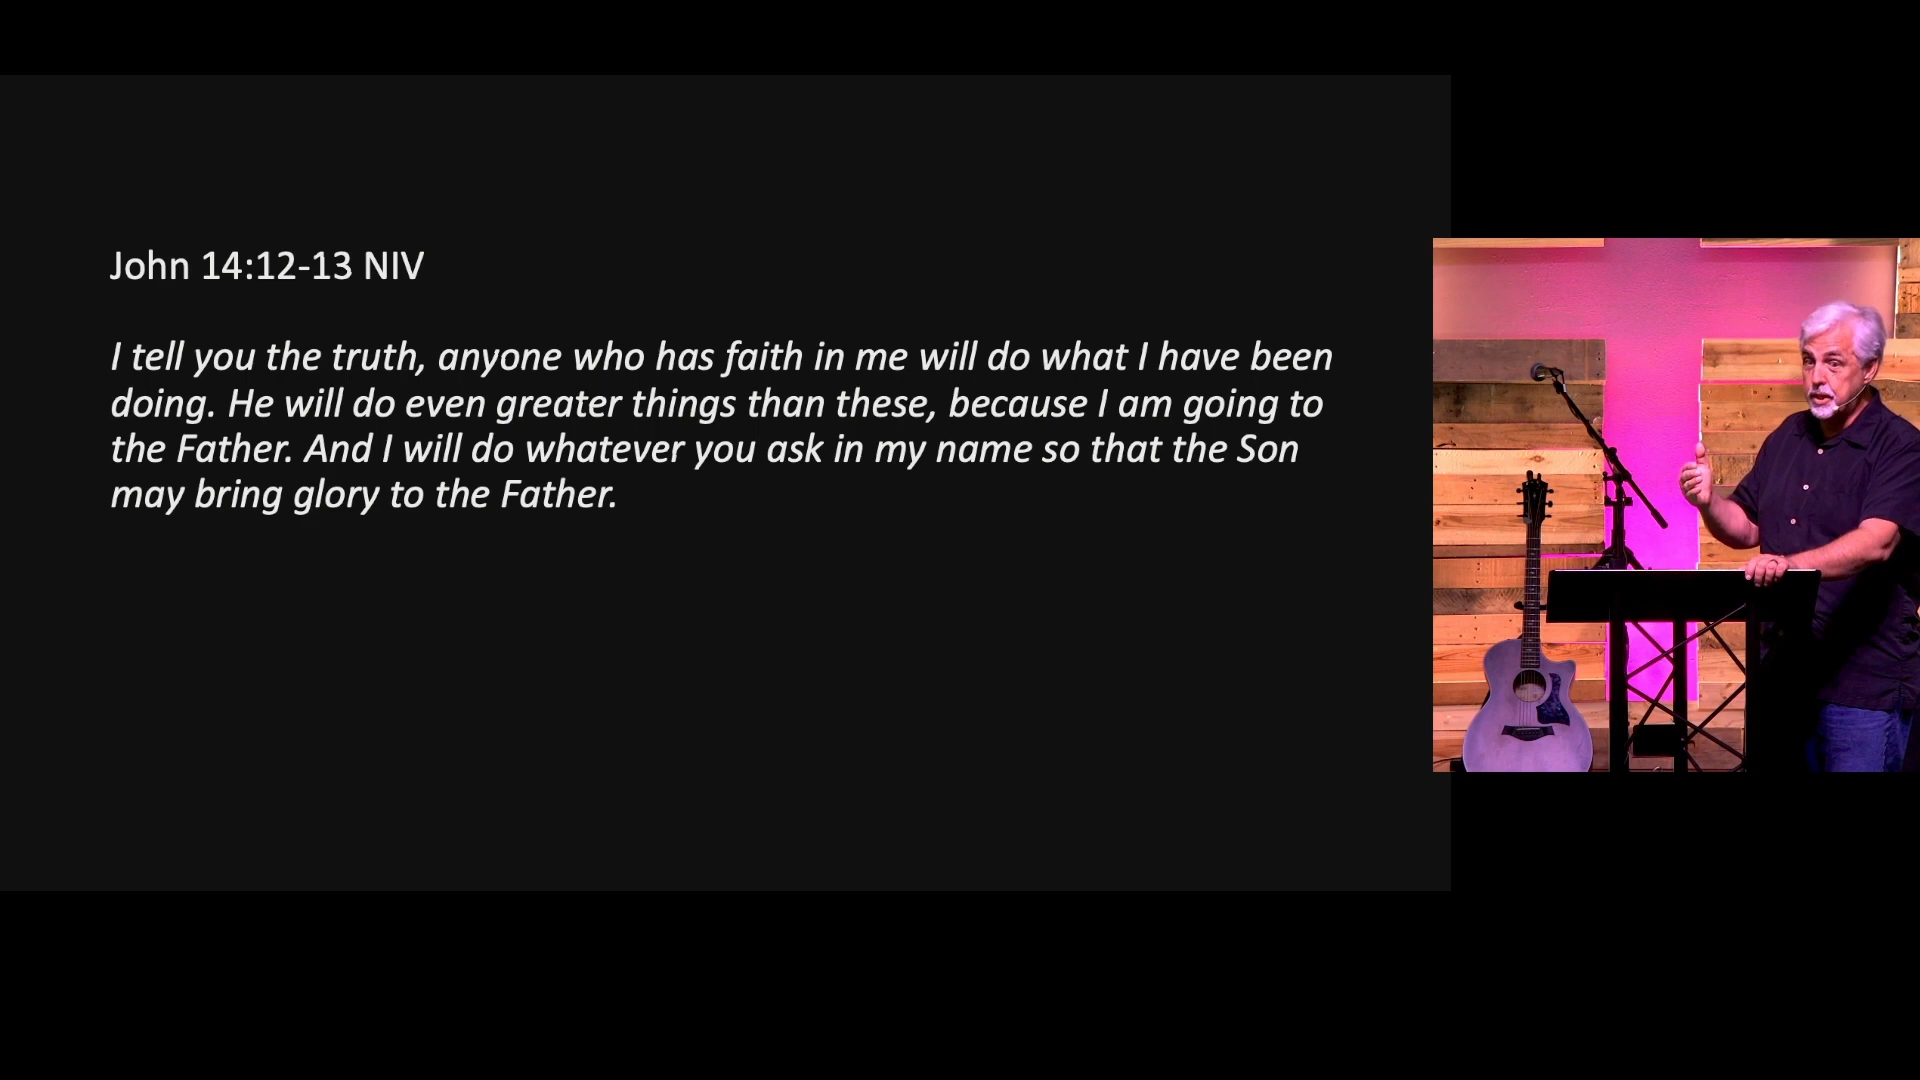 John 14:12-13 NIV
I tell you the truth, anyone who has faith in me will do what I have been
doing. He will do even greater things than these, because I am going to
the Father. And I will do whatever you ask in my name so that the Son
may bring glory to the Father.